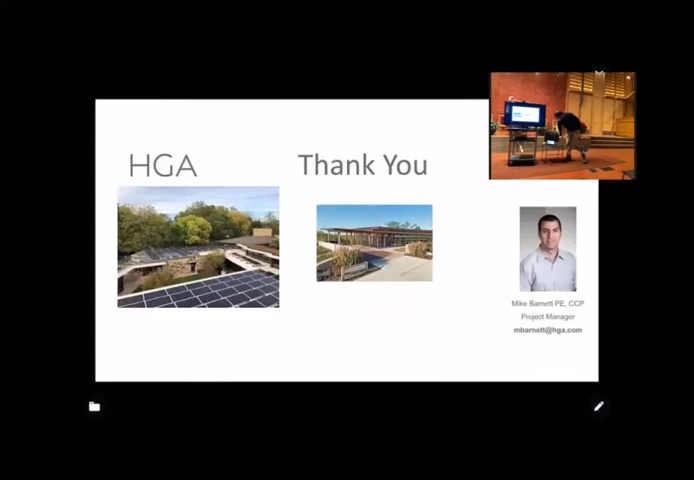 HGA
Thank You
Mike Barnett PE, CCP
Project Manager
mbarnett@hga.com